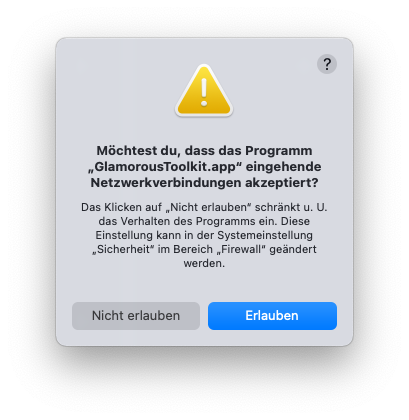 ?
Möchtest du, dass das Programm
„GlamorousToolkit.app“ eingehende
Netzwerkverbindungen akzeptiert?
Das Klicken auf „Nicht erlauben“ schränkt u. U.
das Verhalten des Programms ein. Diese
Einstellung kann in der Systemeinstellung
„Sicherheit“ im Bereich „Firewall“ geändert
werden.
Nicht erlauben
Erlauben